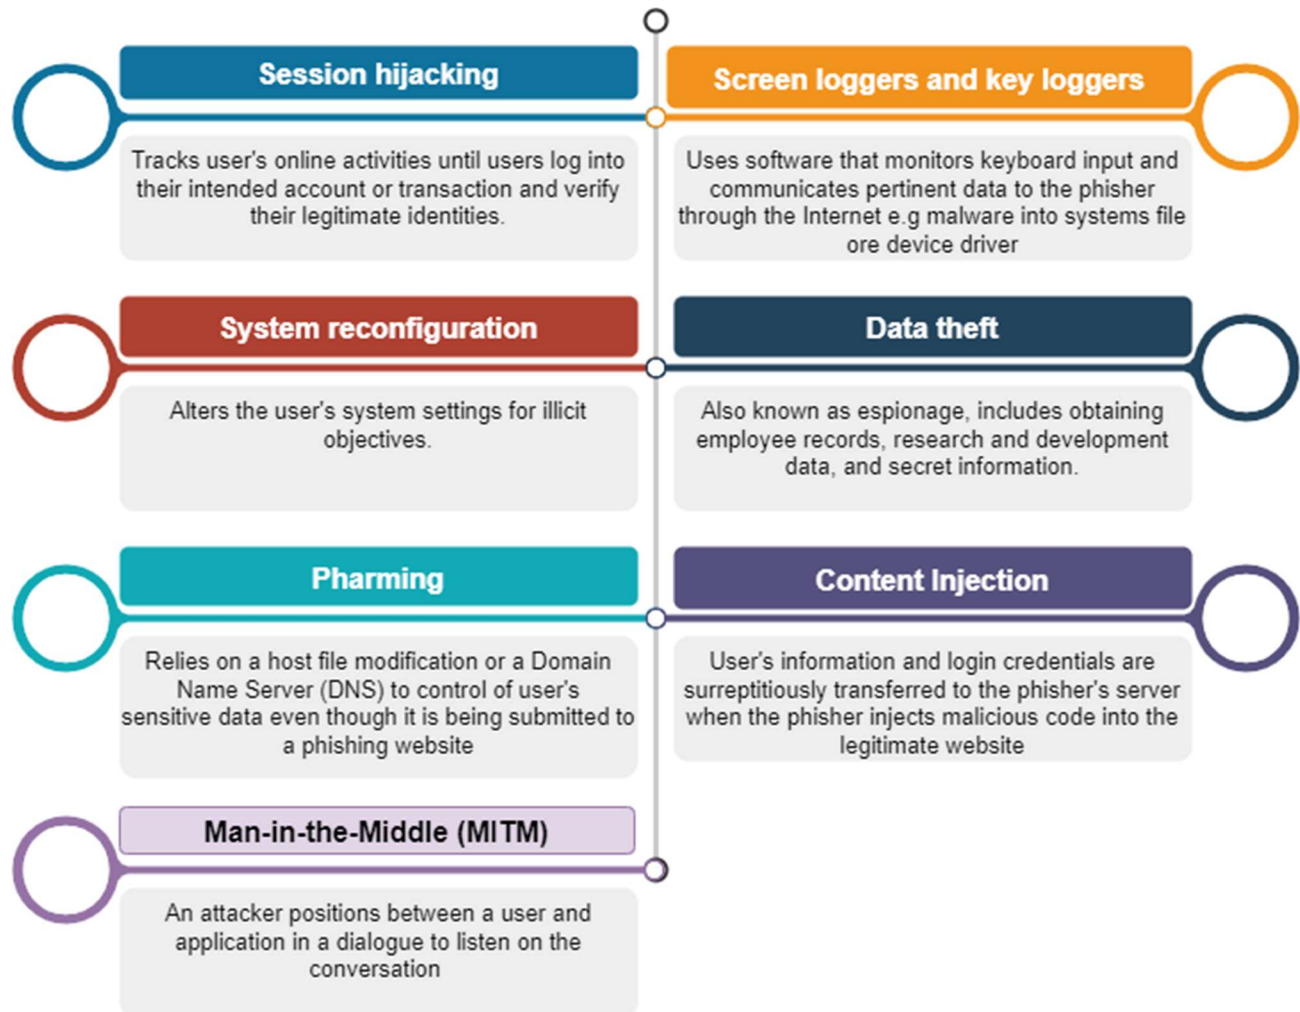 Session hijacking
Tracks user's online activities until users log into
their intended account or transaction and verify
their legitimate identities.
Screen loggers and key loggers
Uses software that monitors keyboard input and
communicates pertinent data to the phisher
through the Internet e.g malware into systems file
ore device driver
System reconfiguration
Alters the user's system settings for illicit
objectives.
Data theft
Also known as espionage, includes obtaining
employee records, research and development
data, and secret information.
Pharming
Relies on a host file modification or a Domain
Name Server (DNS) to control of user's
sensitive data even though it is being submitted to
a phishing website
Content Injection
User's information and login credentials are
surreptitiously transferred to the phisher's server
when the phisher injects malicious code into the
legitimate website
Man-in-the-Middle (MITM)
An attacker positions between a user and
application in a dialogue to listen on the
conversation